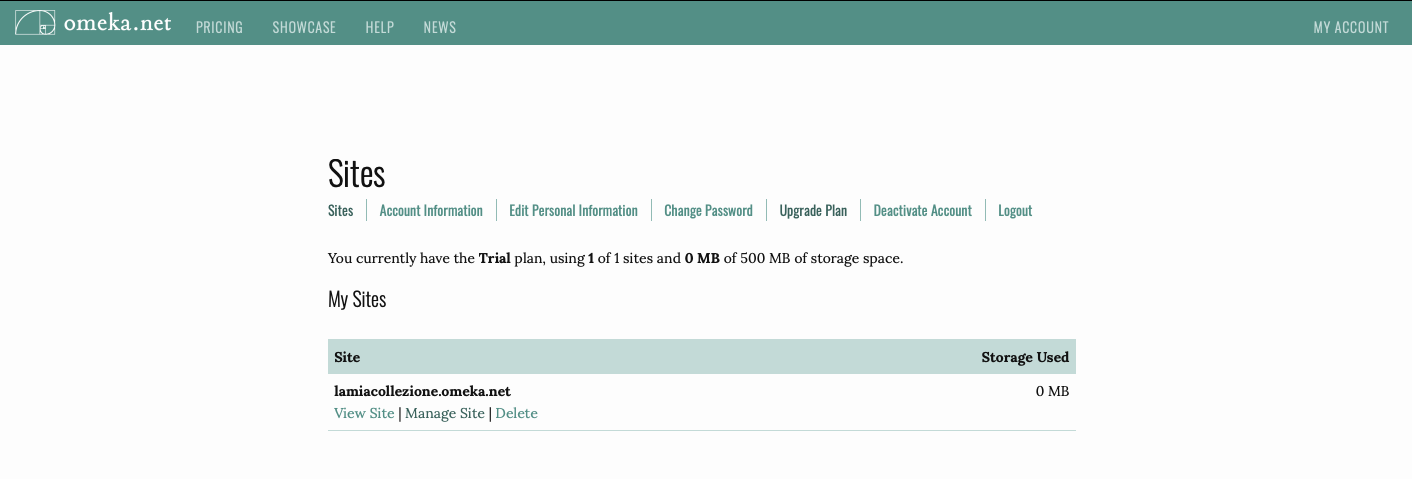 omeka.net PRICING SHOWCASE HELP NEWS MY ACCOUNT
Sites
Sites Account Information Edit Personal Information Change Password Upgrade Plan Deactivate Account Logout
You currently have the Trial plan, using 1 of 1 sites and 0 MB of 500 MB of storage space.
My Sites
Site Storage Used
lamiacollezione.omeka.net 0 MB
View Site | Manage Site | Delete